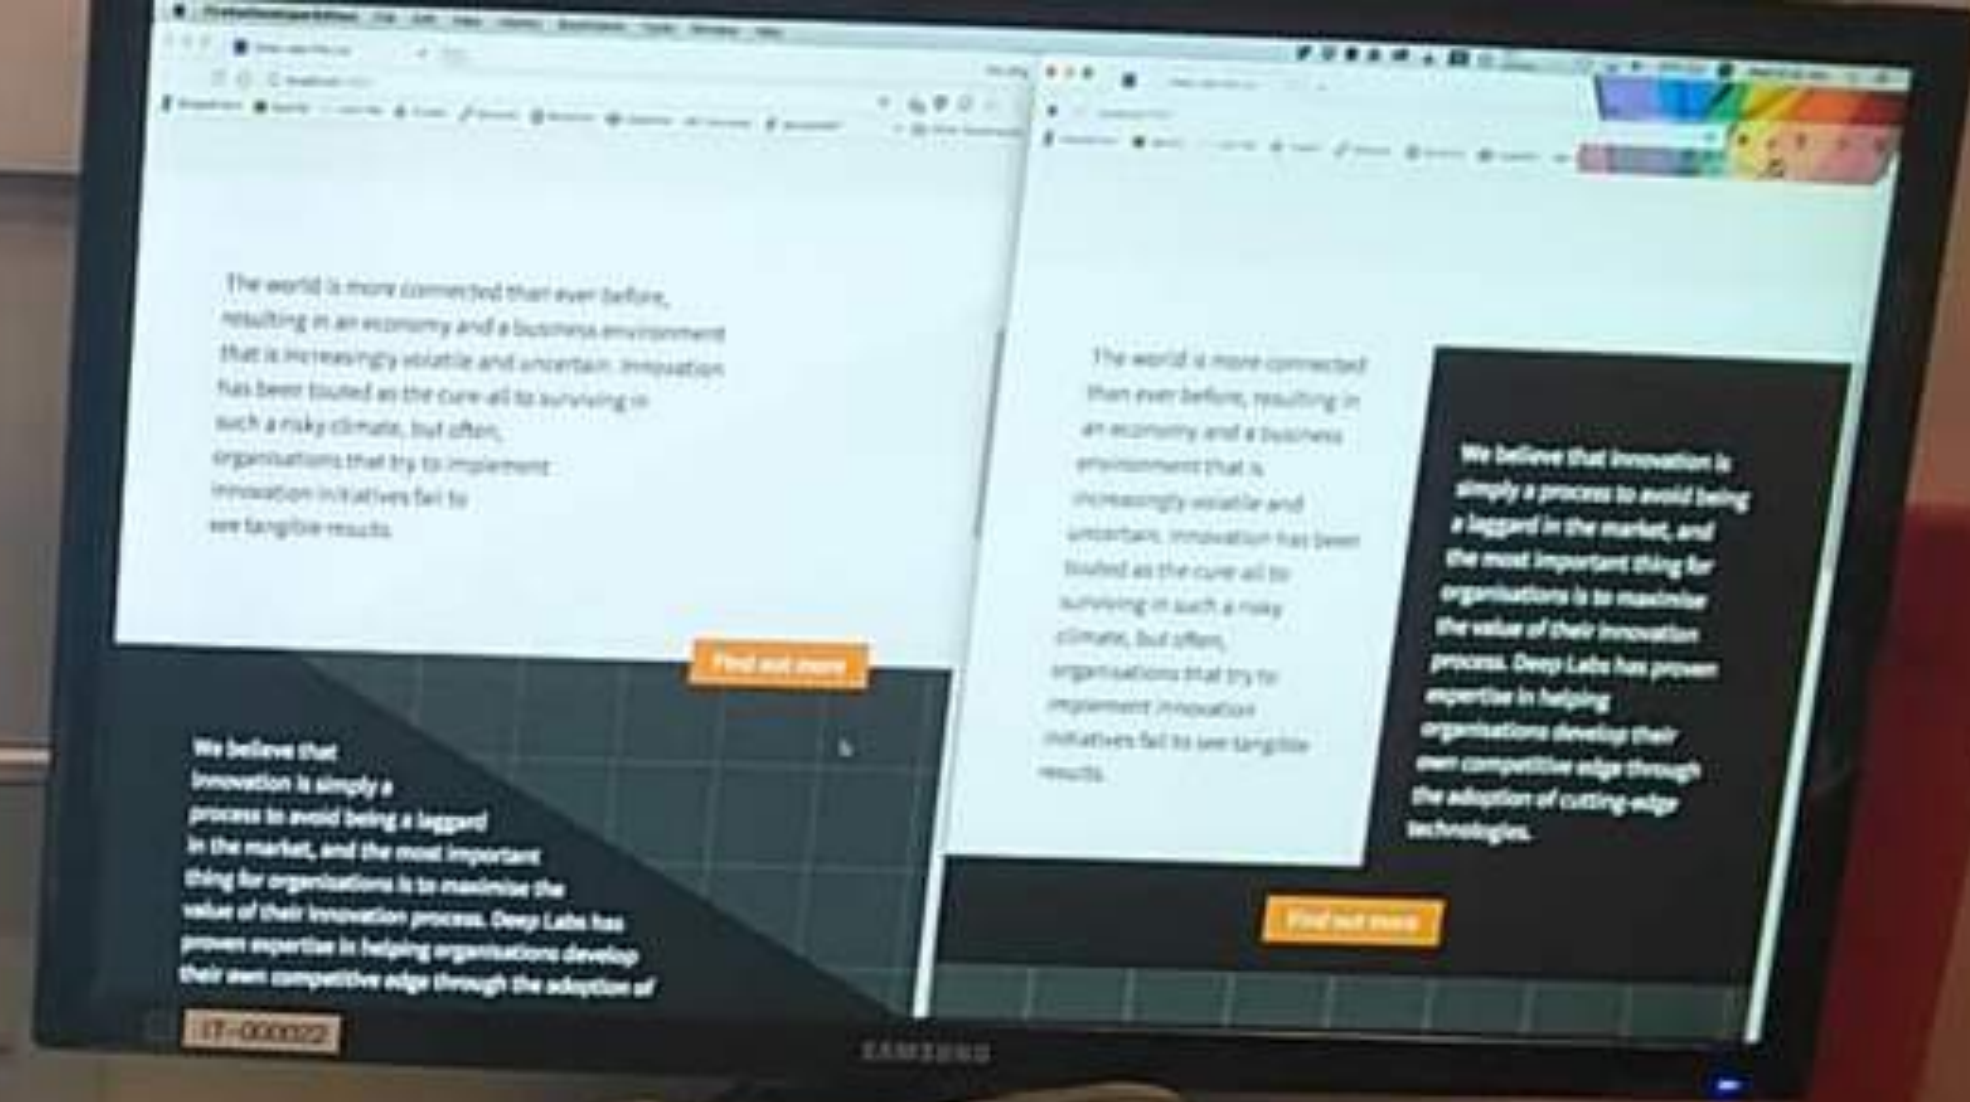 The world is more connected than ever before,
resulting in an economy and a business environment
that is increasingly volatile and uncertain. Innovation
has been touted as the cure-all to surviving in
such a risky climate, but often,
organisations that try to implement
innovation initiatives fail to
see tangible results.
Find out more
We believe that
innovation is simply a
process to avoid being a laggard
in the market, and the most important
thing for organisations is to maximise the
value of their innovation process. Deep Labs has
proven expertise in helping organisations develop
their own competitive edge through the adoption of
The world is more connected
than ever before, resulting in
an economy and a business
environment that is
increasingly volatile and
uncertain. Innovation has been
touted as the cure-all to
surviving in such a risky
climate, but often,
organisations that try to
implement innovation
initiatives fail to see tangible
results.
We believe that innovation is
simply a process to avoid being
a laggard in the market, and
the most important thing for
organisations is to maximise
the value of their innovation
process. Deep Labs has proven
expertise in helping
organisations develop their
own competitive edge through
the adoption of cutting-edge
technologies.
Find out more
IT-000022
SAMSUNG